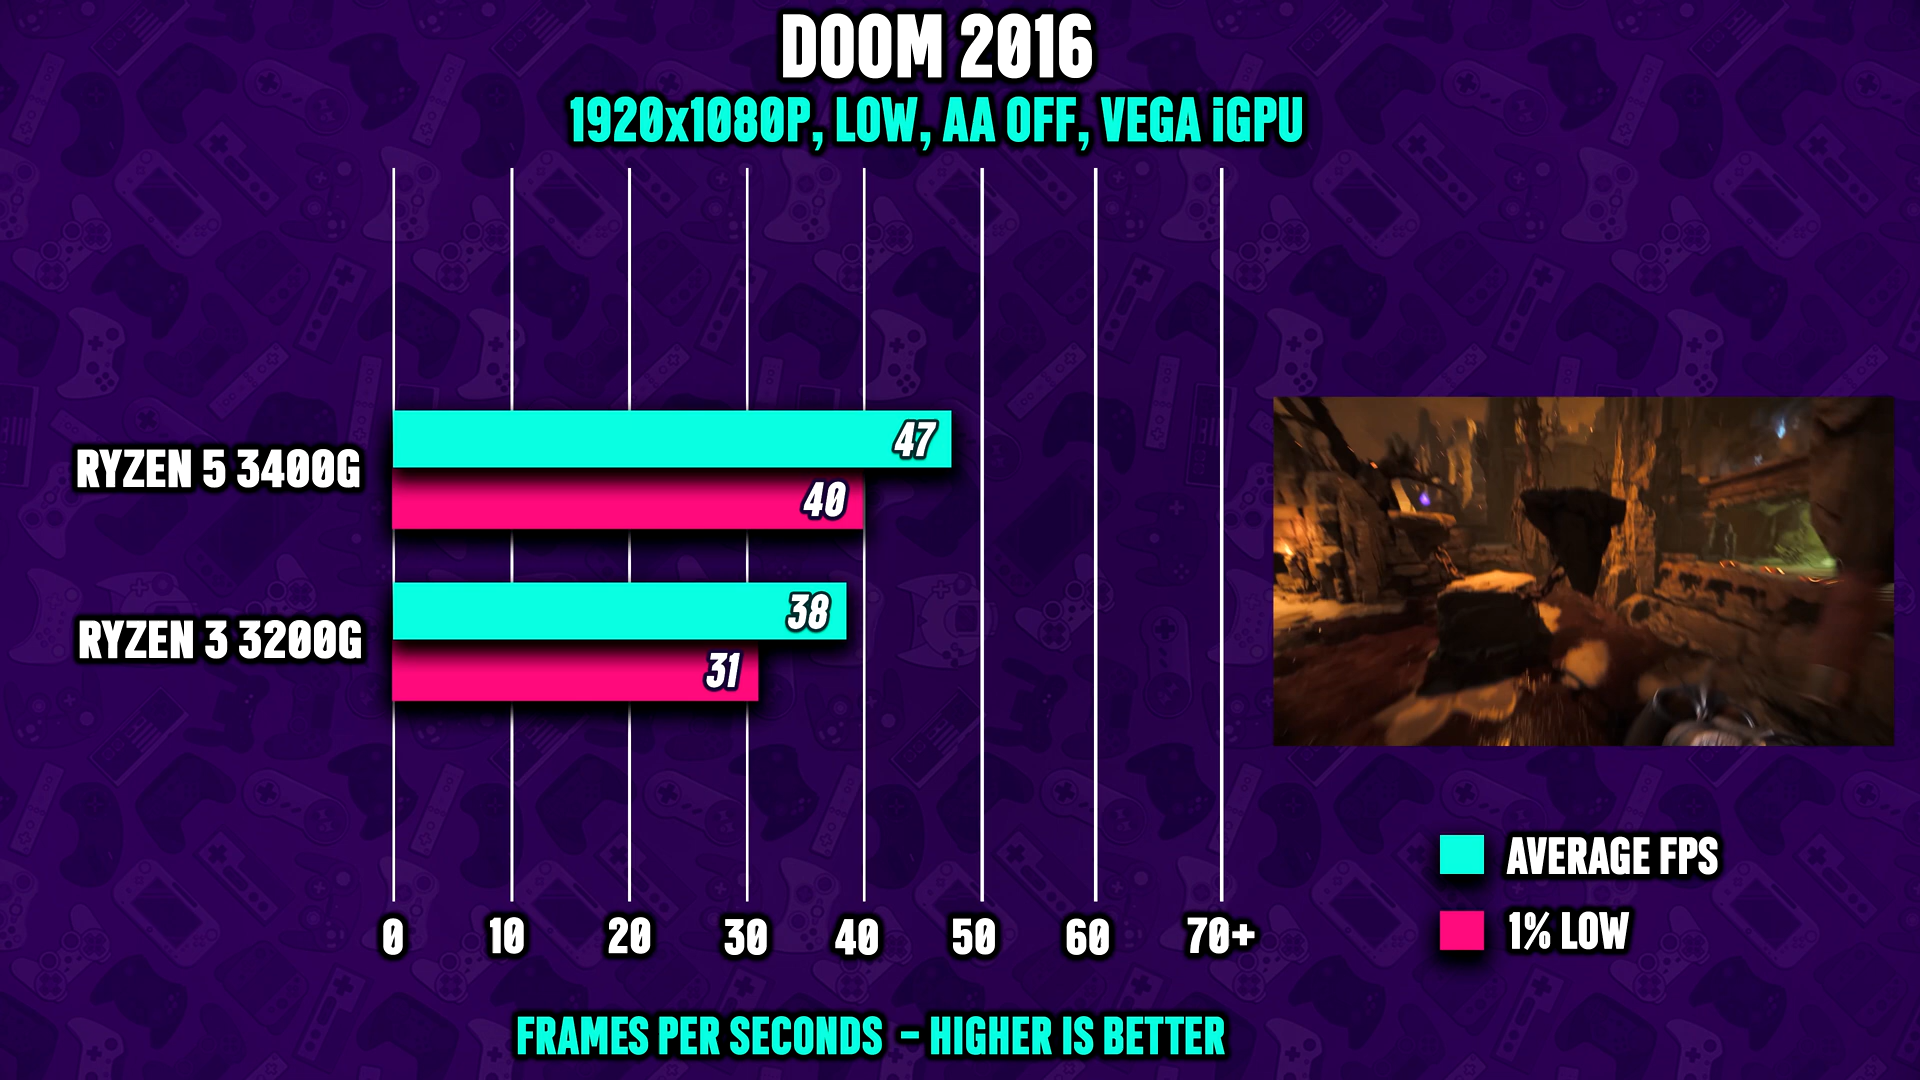 DOOM 2016
1920x1080P, LOW, AA OFF, VEGA iGPU
RYZEN 5 3400G
47
40
RYZEN 3 3200G
38
31
0 10 20 30 40 50 60 70+
AVERAGE FPS
1% LOW
FRAMES PER SECONDS - HIGHER IS BETTER